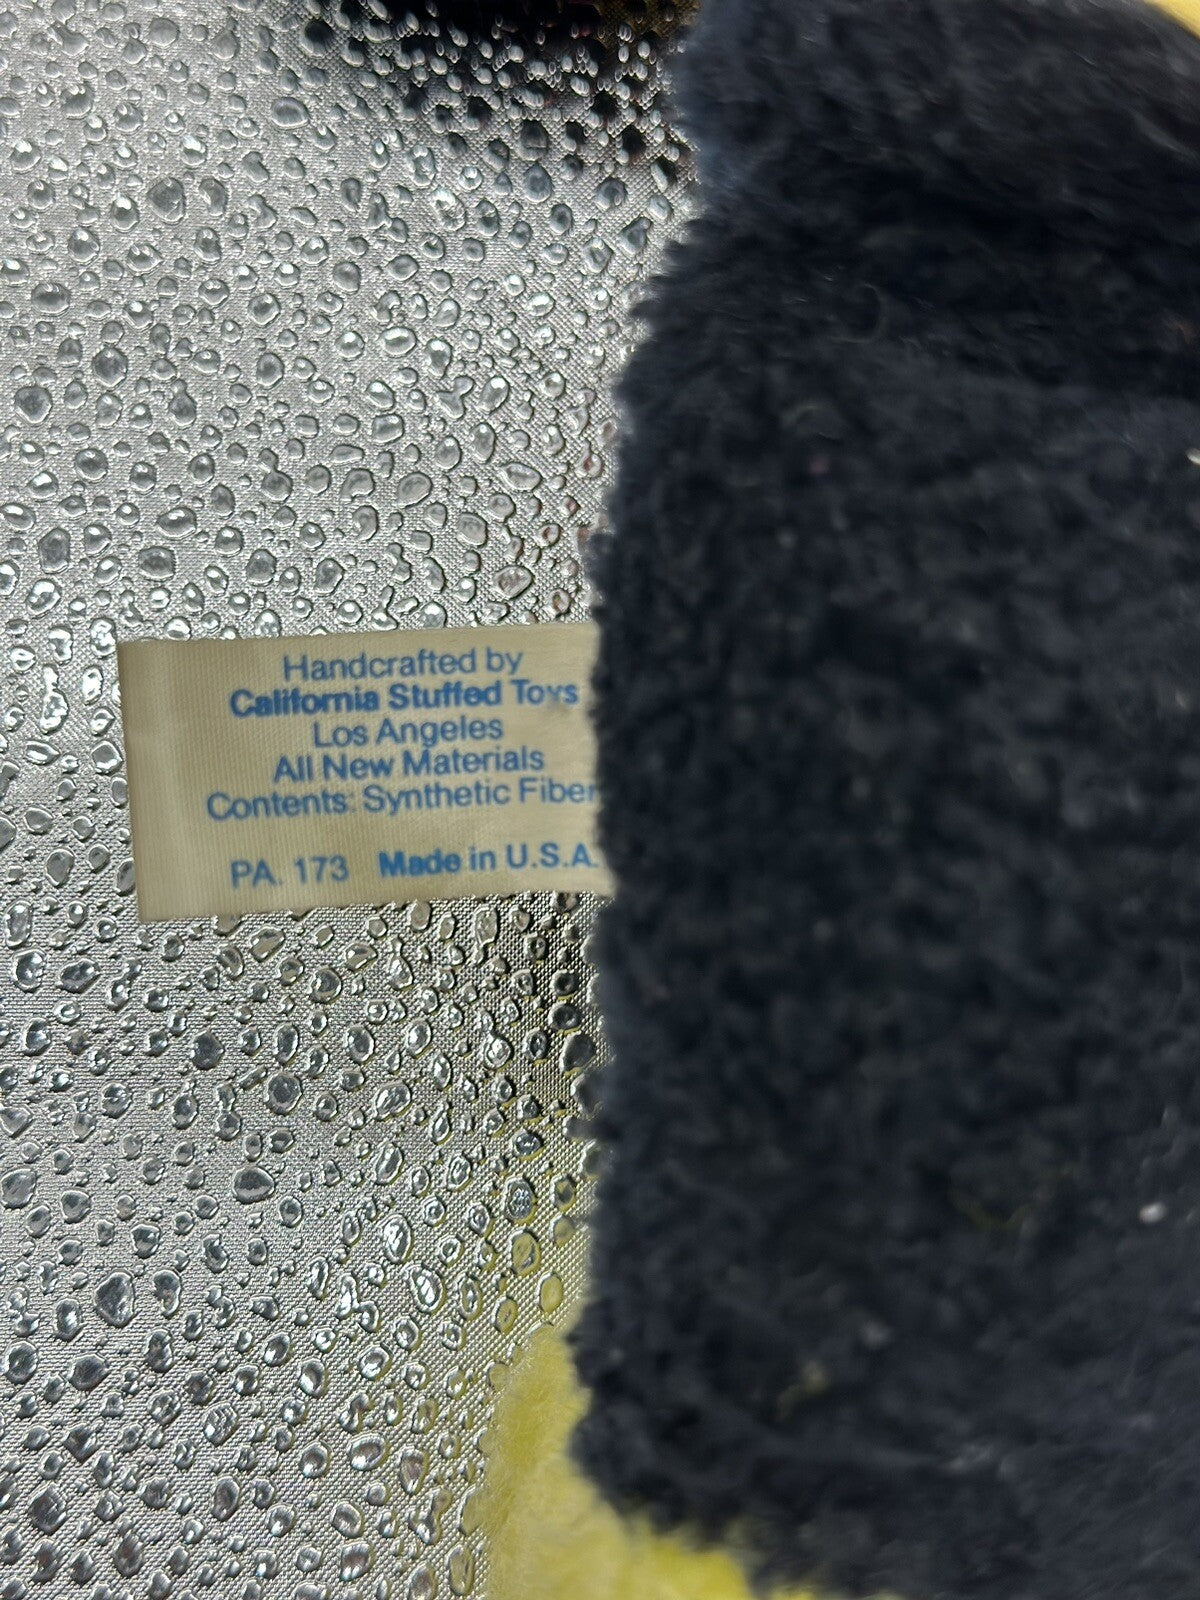 Handcrafted by
California Stuffed Toys
Los Angeles
All New Materials
Contents: Synthetic Fiber
PA. 173 Made in U.S.A.